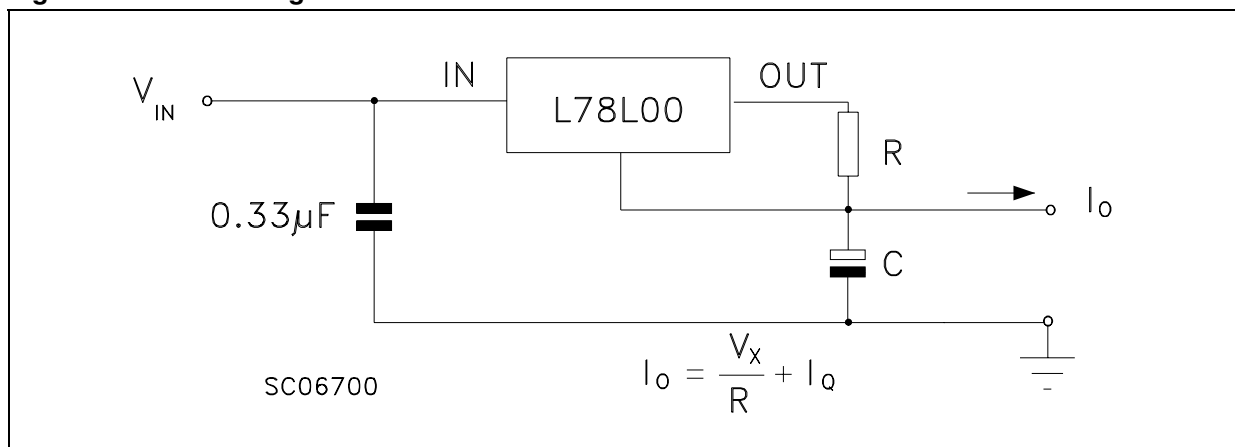 V_IN
IN
L78L00
OUT
R
I_O
0.33µF
C
I_O = V_X / R + I_Q
SC06700